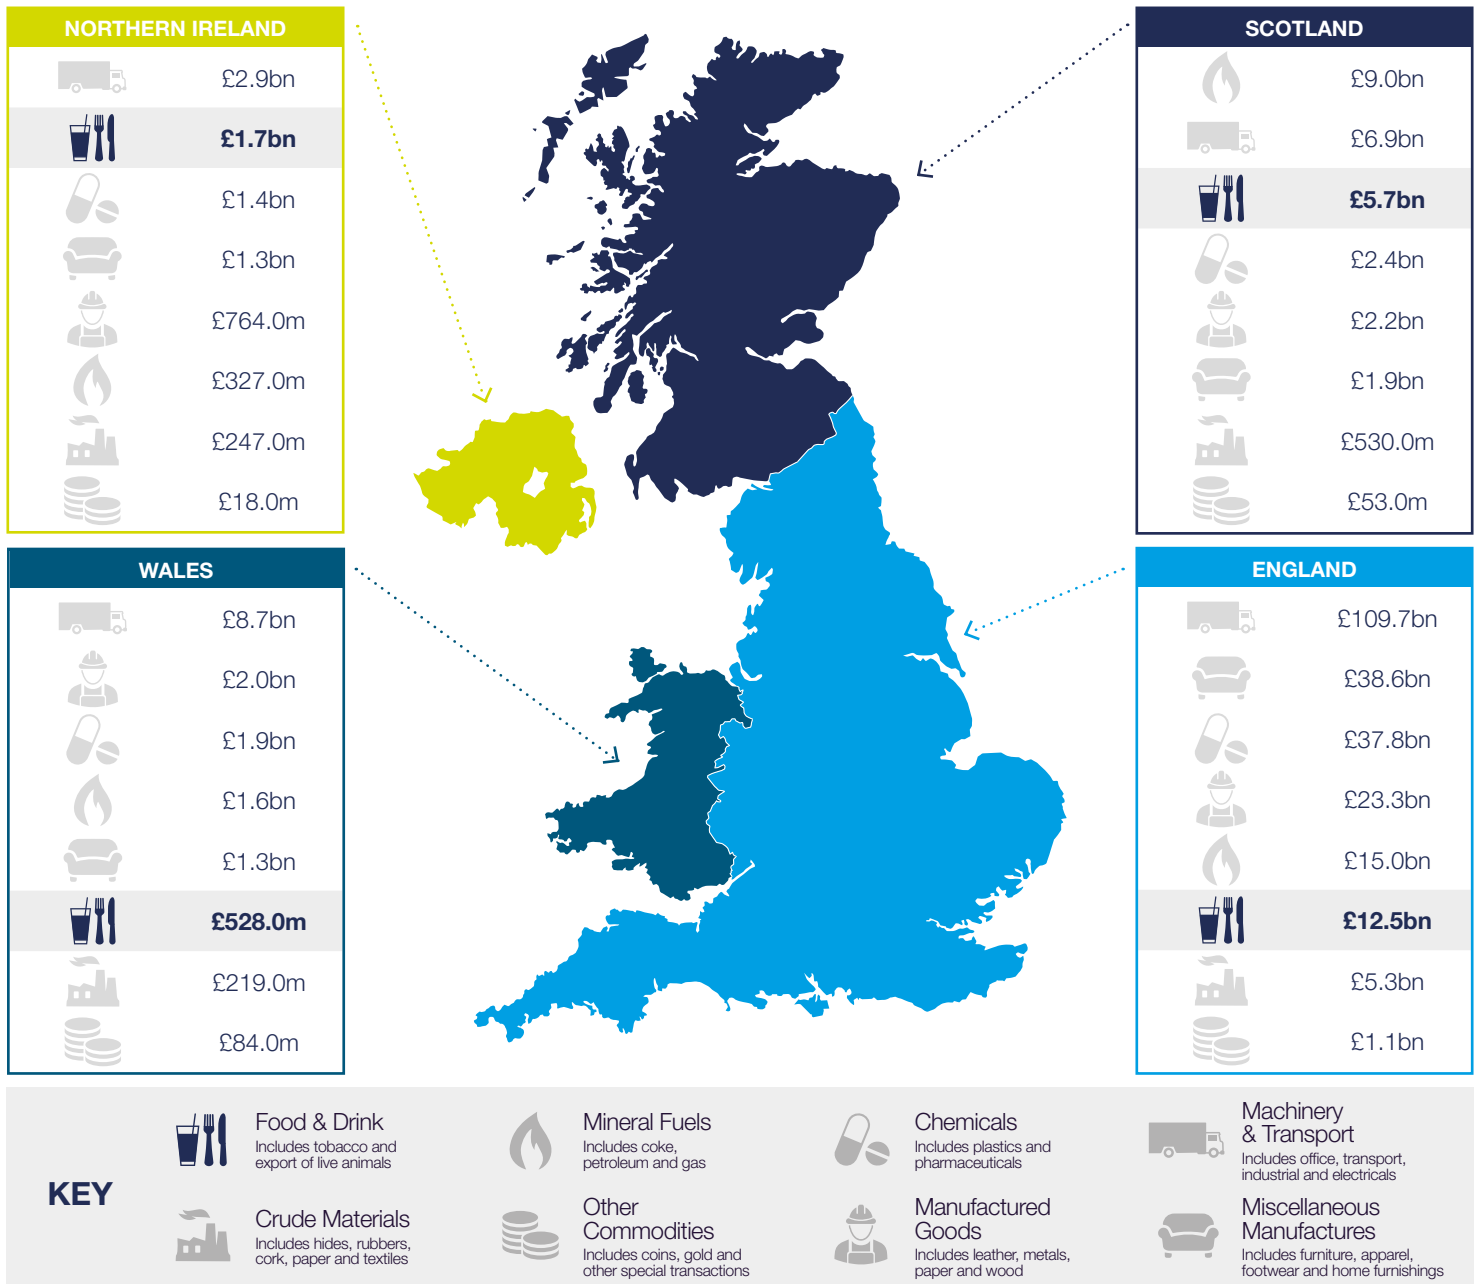 NORTHERN IRELAND
£2.9bn
£1.7bn
£1.4bn
£1.3bn
£764.0m
£327.0m
£247.0m
£18.0m
SCOTLAND
£9.0bn
£6.9bn
£5.7bn
£2.4bn
£2.2bn
£1.9bn
£530.0m
£53.0m
WALES
£8.7bn
£2.0bn
£1.9bn
£1.6bn
£1.3bn
£528.0m
£219.0m
£84.0m
ENGLAND
£109.7bn
£38.6bn
£37.8bn
£23.3bn
£15.0bn
£12.5bn
£5.3bn
£1.1bn
KEY
Food & Drink
Includes tobacco and
export of live animals
Mineral Fuels
Includes coke,
petroleum and gas
Chemicals
Includes plastics and
pharmaceuticals
Machinery
& Transport
Includes office, transport,
industrial and electricals
Crude Materials
Includes hides, rubbers,
cork, paper and textiles
Other
Commodities
Includes coins, gold and
other special transactions
Manufactured
Goods
Includes leather, metals,
paper and wood
Miscellaneous
Manufactures
Includes furniture, apparel,
footwear and home furnishings